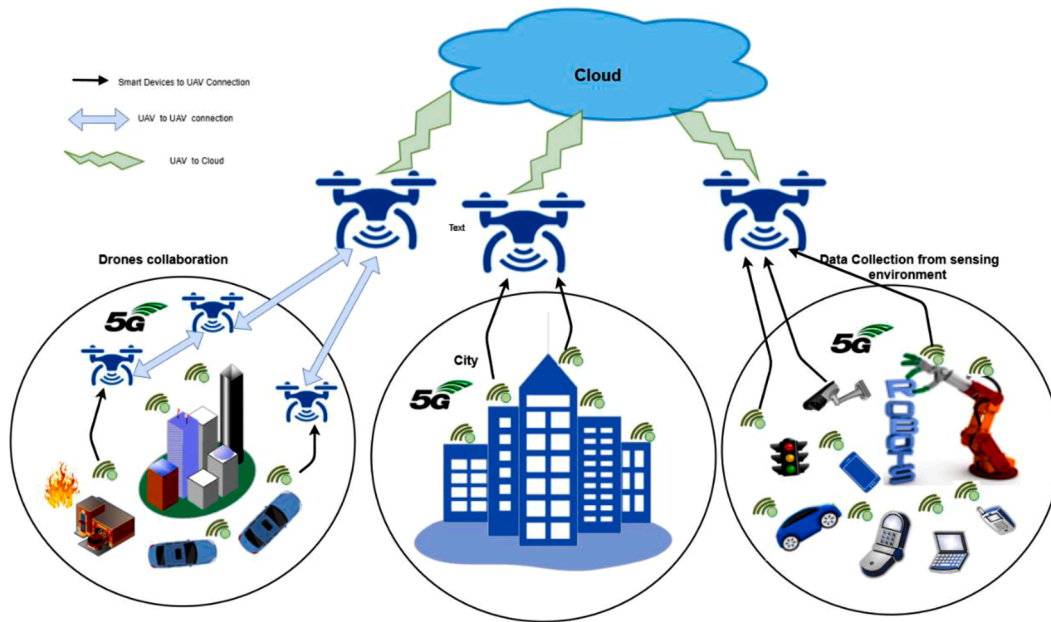 Cloud
Smart Devices to UAV Connection
UAV to UAV connection
UAV to Cloud
Text
Drones collaboration
Data Collection from sensing
environment
5G
City
5G
5G
ROBOTS